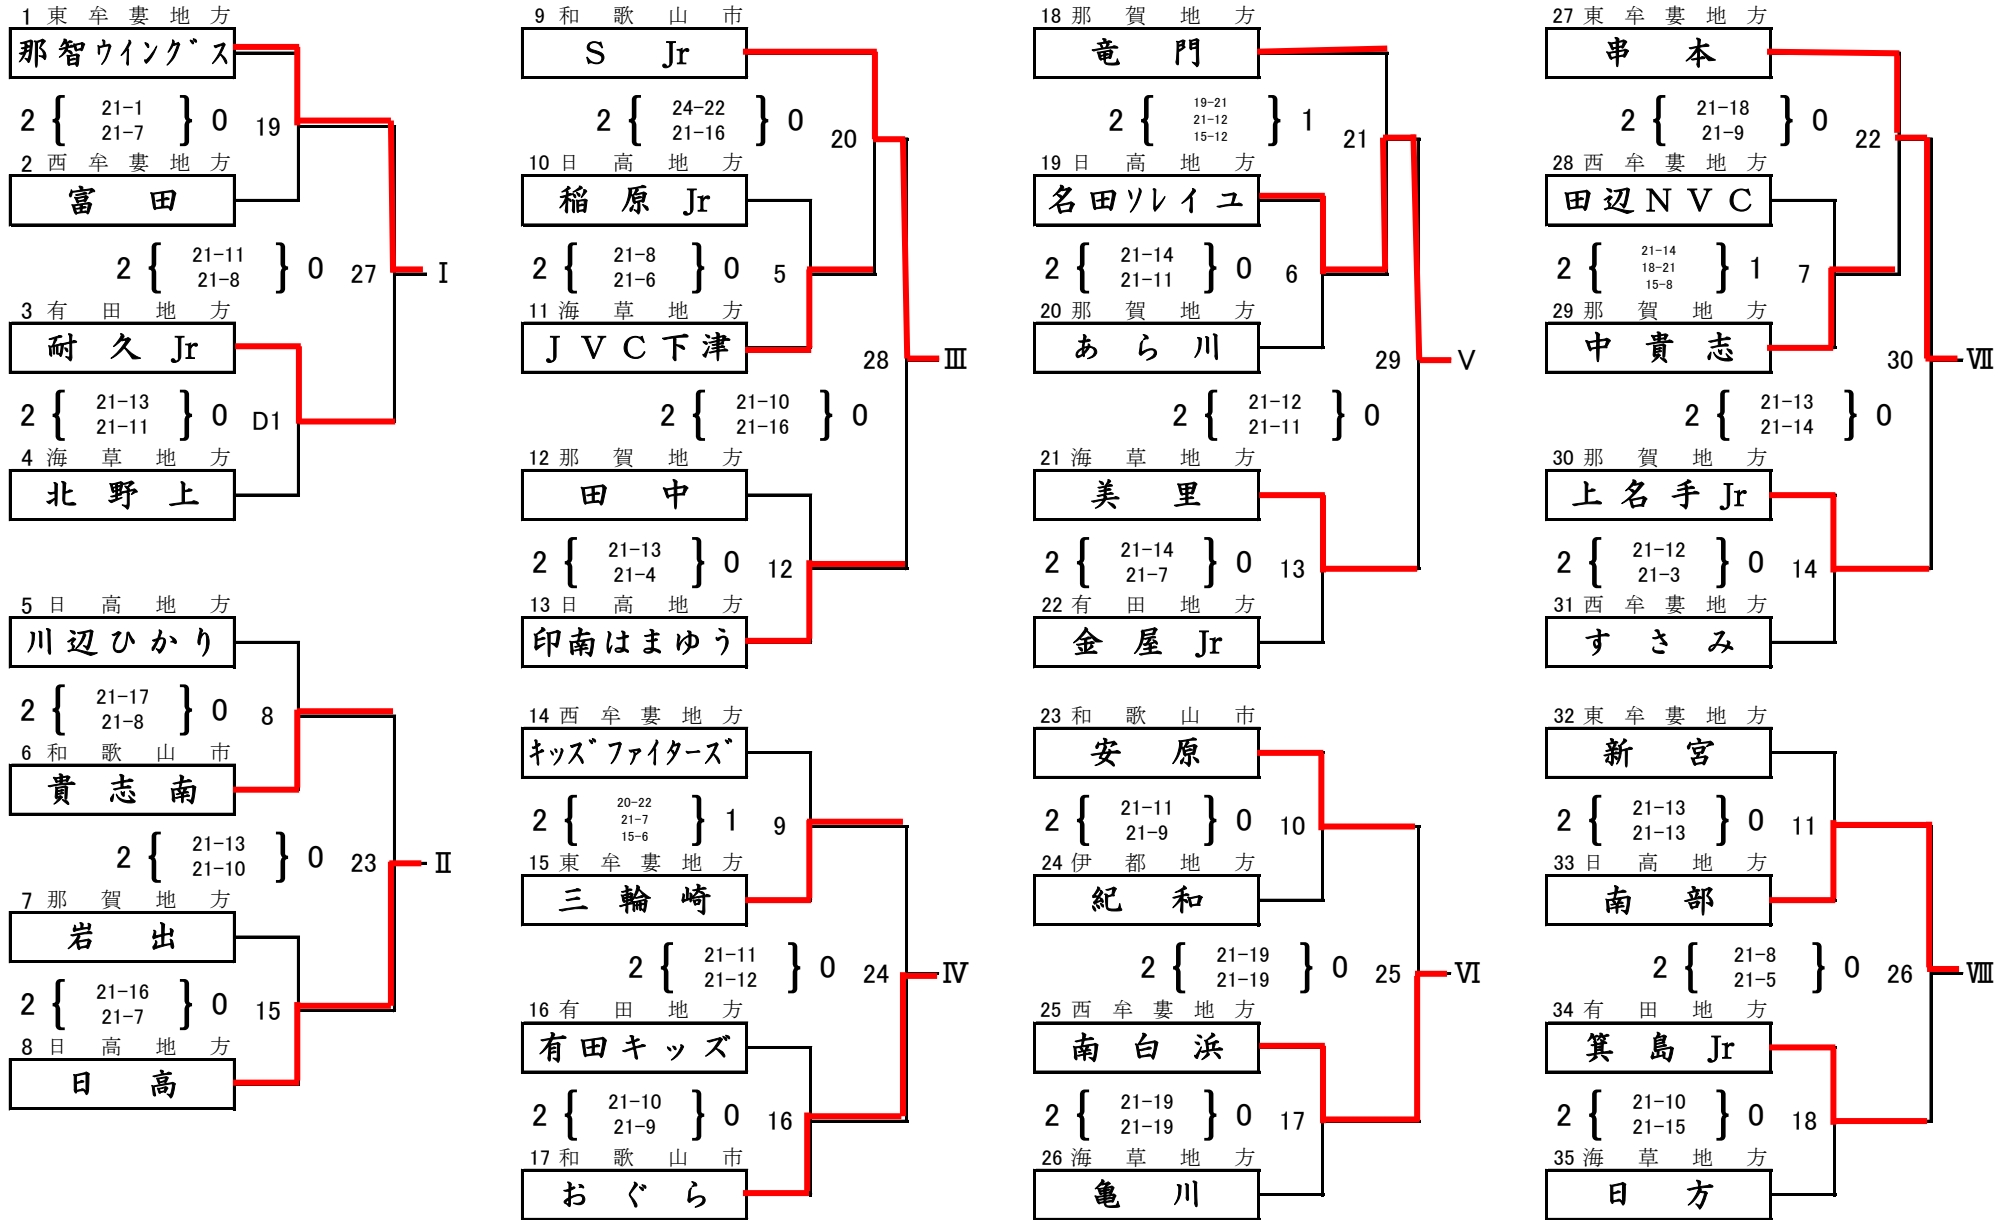 1 東牟婁地方
那智ウイングス
2 { 21-1 } 0 19
21-7
2 西牟婁地方
富田
2 { 21-11 } 0 27 Ⅰ
21-8
3 有田地方
耐久Jr
2 { 21-13 } 0 D1
21-11
4 海草地方
北野上
5 日高地方
川辺ひかり
2 { 21-17 } 0 8
21-8
6 和歌山市
貴志南
2 { 21-13 } 0 23 Ⅱ
21-10
7 那賀地方
岩出
2 { 21-16 } 0 15
21-7
8 日高地方
日高
9 和歌山市
S Jr
2 { 24-22 } 0 20
21-16
10 日高地方
稲原Jr
2 { 21-8 } 0 5
21-6
11 海草地方
JVC下津
28 Ⅲ
2 { 21-10 } 0
21-16
12 那賀地方
田中
2 { 21-13 } 0 12
21-4
13 日高地方
印南はまゆう
14 西牟婁地方
キッズファイターズ
2 { 20-22 } 1 9
21-7
15-6
15 東牟婁地方
三輪崎
2 { 21-11 } 0 24 Ⅳ
21-12
16 有田地方
有田キッズ
2 { 21-10 } 0 16
21-9
17 和歌山市
おぐら
18 那賀地方
竜門
2 { 19-21 } 1 21
21-12
15-12
19 日高地方
名田ソレイユ
2 { 21-14 } 0 6
21-11
20 那賀地方
あら川
29 Ⅴ
2 { 21-12 } 0
21-11
21 海草地方
美里
2 { 21-14 } 0 13
21-7
22 有田地方
金屋Jr
23 和歌山市
安原
2 { 21-11 } 0 10
21-9
24 伊都地方
紀和
2 { 21-19 } 0 25 Ⅵ
21-19
25 西牟婁地方
南白浜
2 { 21-19 } 0 17
21-19
26 海草地方
亀川
27 東牟婁地方
串本
2 { 21-18 } 0 22
21-9
28 西牟婁地方
田辺NVC
2 { 21-14 } 1 7
18-21
15-8
29 那賀地方
中貴志
30 Ⅶ
2 { 21-13 } 0
21-14
30 那賀地方
上名手Jr
2 { 21-12 } 0 14
21-3
31 西牟婁地方
すさみ
32 東牟婁地方
新宮
2 { 21-13 } 0 11
21-13
33 日高地方
南部
2 { 21-8 } 0 26 Ⅷ
21-5
34 有田地方
箕島Jr
2 { 21-10 } 0 18
21-15
35 海草地方
日方